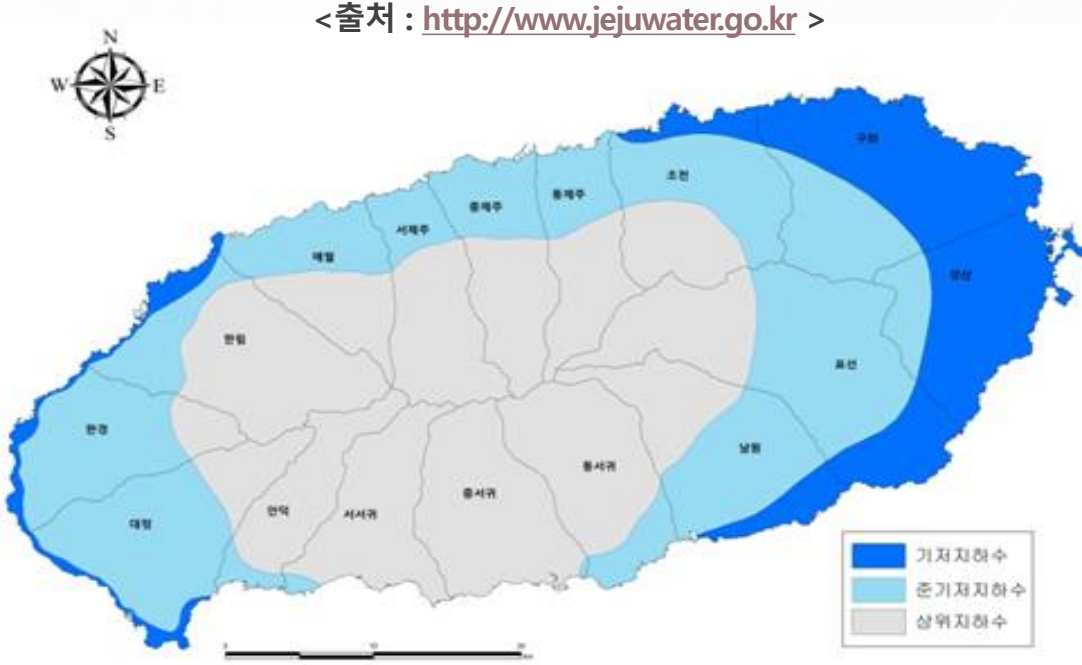 <출처 : http://www.jejuwater.go.kr >
N
W E
S
구좌
조천
동제주
중제주
서제주
애월
성산
한림
표선
한경
남원
동서귀
중서귀
안덕
서서귀
대정
기저지하수
준기저지하수
상위지하수
0 10 20